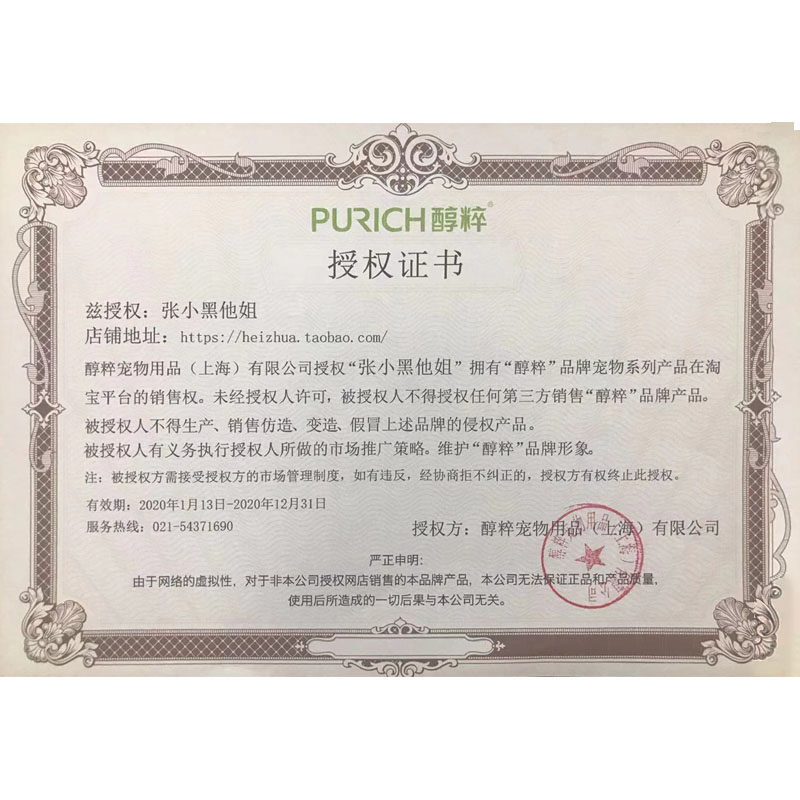 PURICH醇粹®
授权证书
兹授权：张小黑他姐
店铺地址：https://heizhua.taobao.com/
醇粹宠物用品（上海）有限公司授权“张小黑他姐”拥有“醇粹”品牌宠物系列产品在淘
宝平台的销售权。未经授权人许可，被授权人不得授权任何第三方销售“醇粹”品牌产品。
被授权人不得生产、销售仿造、变造、假冒上述品牌的侵权产品。
被授权人有义务执行授权人所做的市场推广策略。维护“醇粹”品牌形象。
注：被授权方需接受授权方的市场管理制度，如有违反，经协商拒不纠正的，授权方有权终止此授权。
有效期：2020年1月13日-2020年12月31日
服务热线：021-54371690
授权方：醇粹宠物用品（上海）有限公司
严正申明：
由于网络的虚拟性，对于非本公司授权网店销售的本品牌产品，本公司无法保证正品和产品质量，
使用后所造成的一切后果与本公司无关。